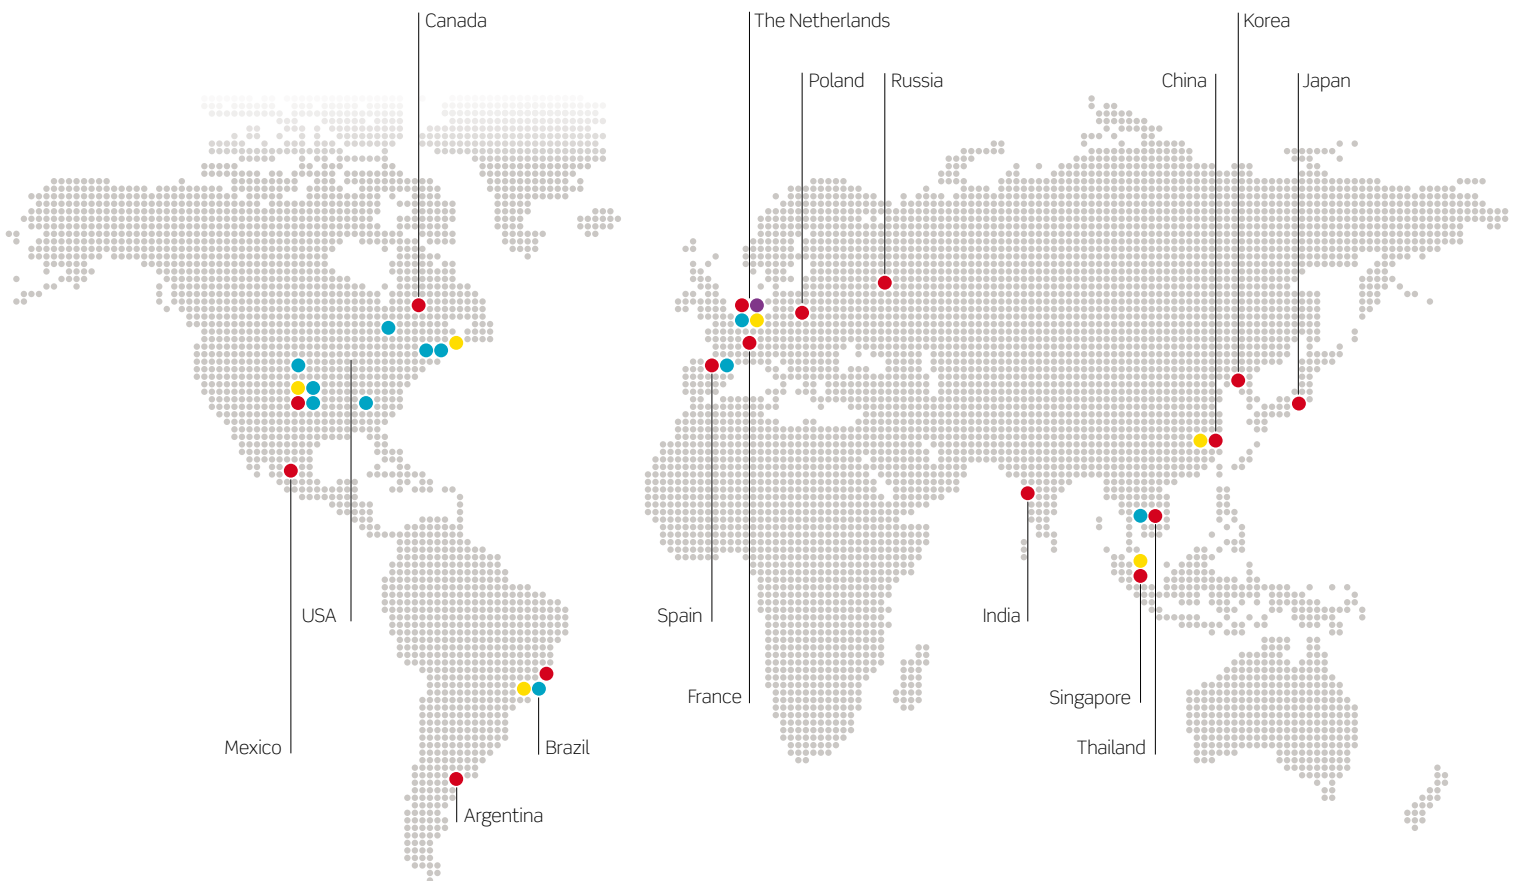 Canada
The Netherlands
Korea
Poland
Russia
China
Japan
USA
Spain
India
France
Singapore
Mexico
Brazil
Thailand
Argentina